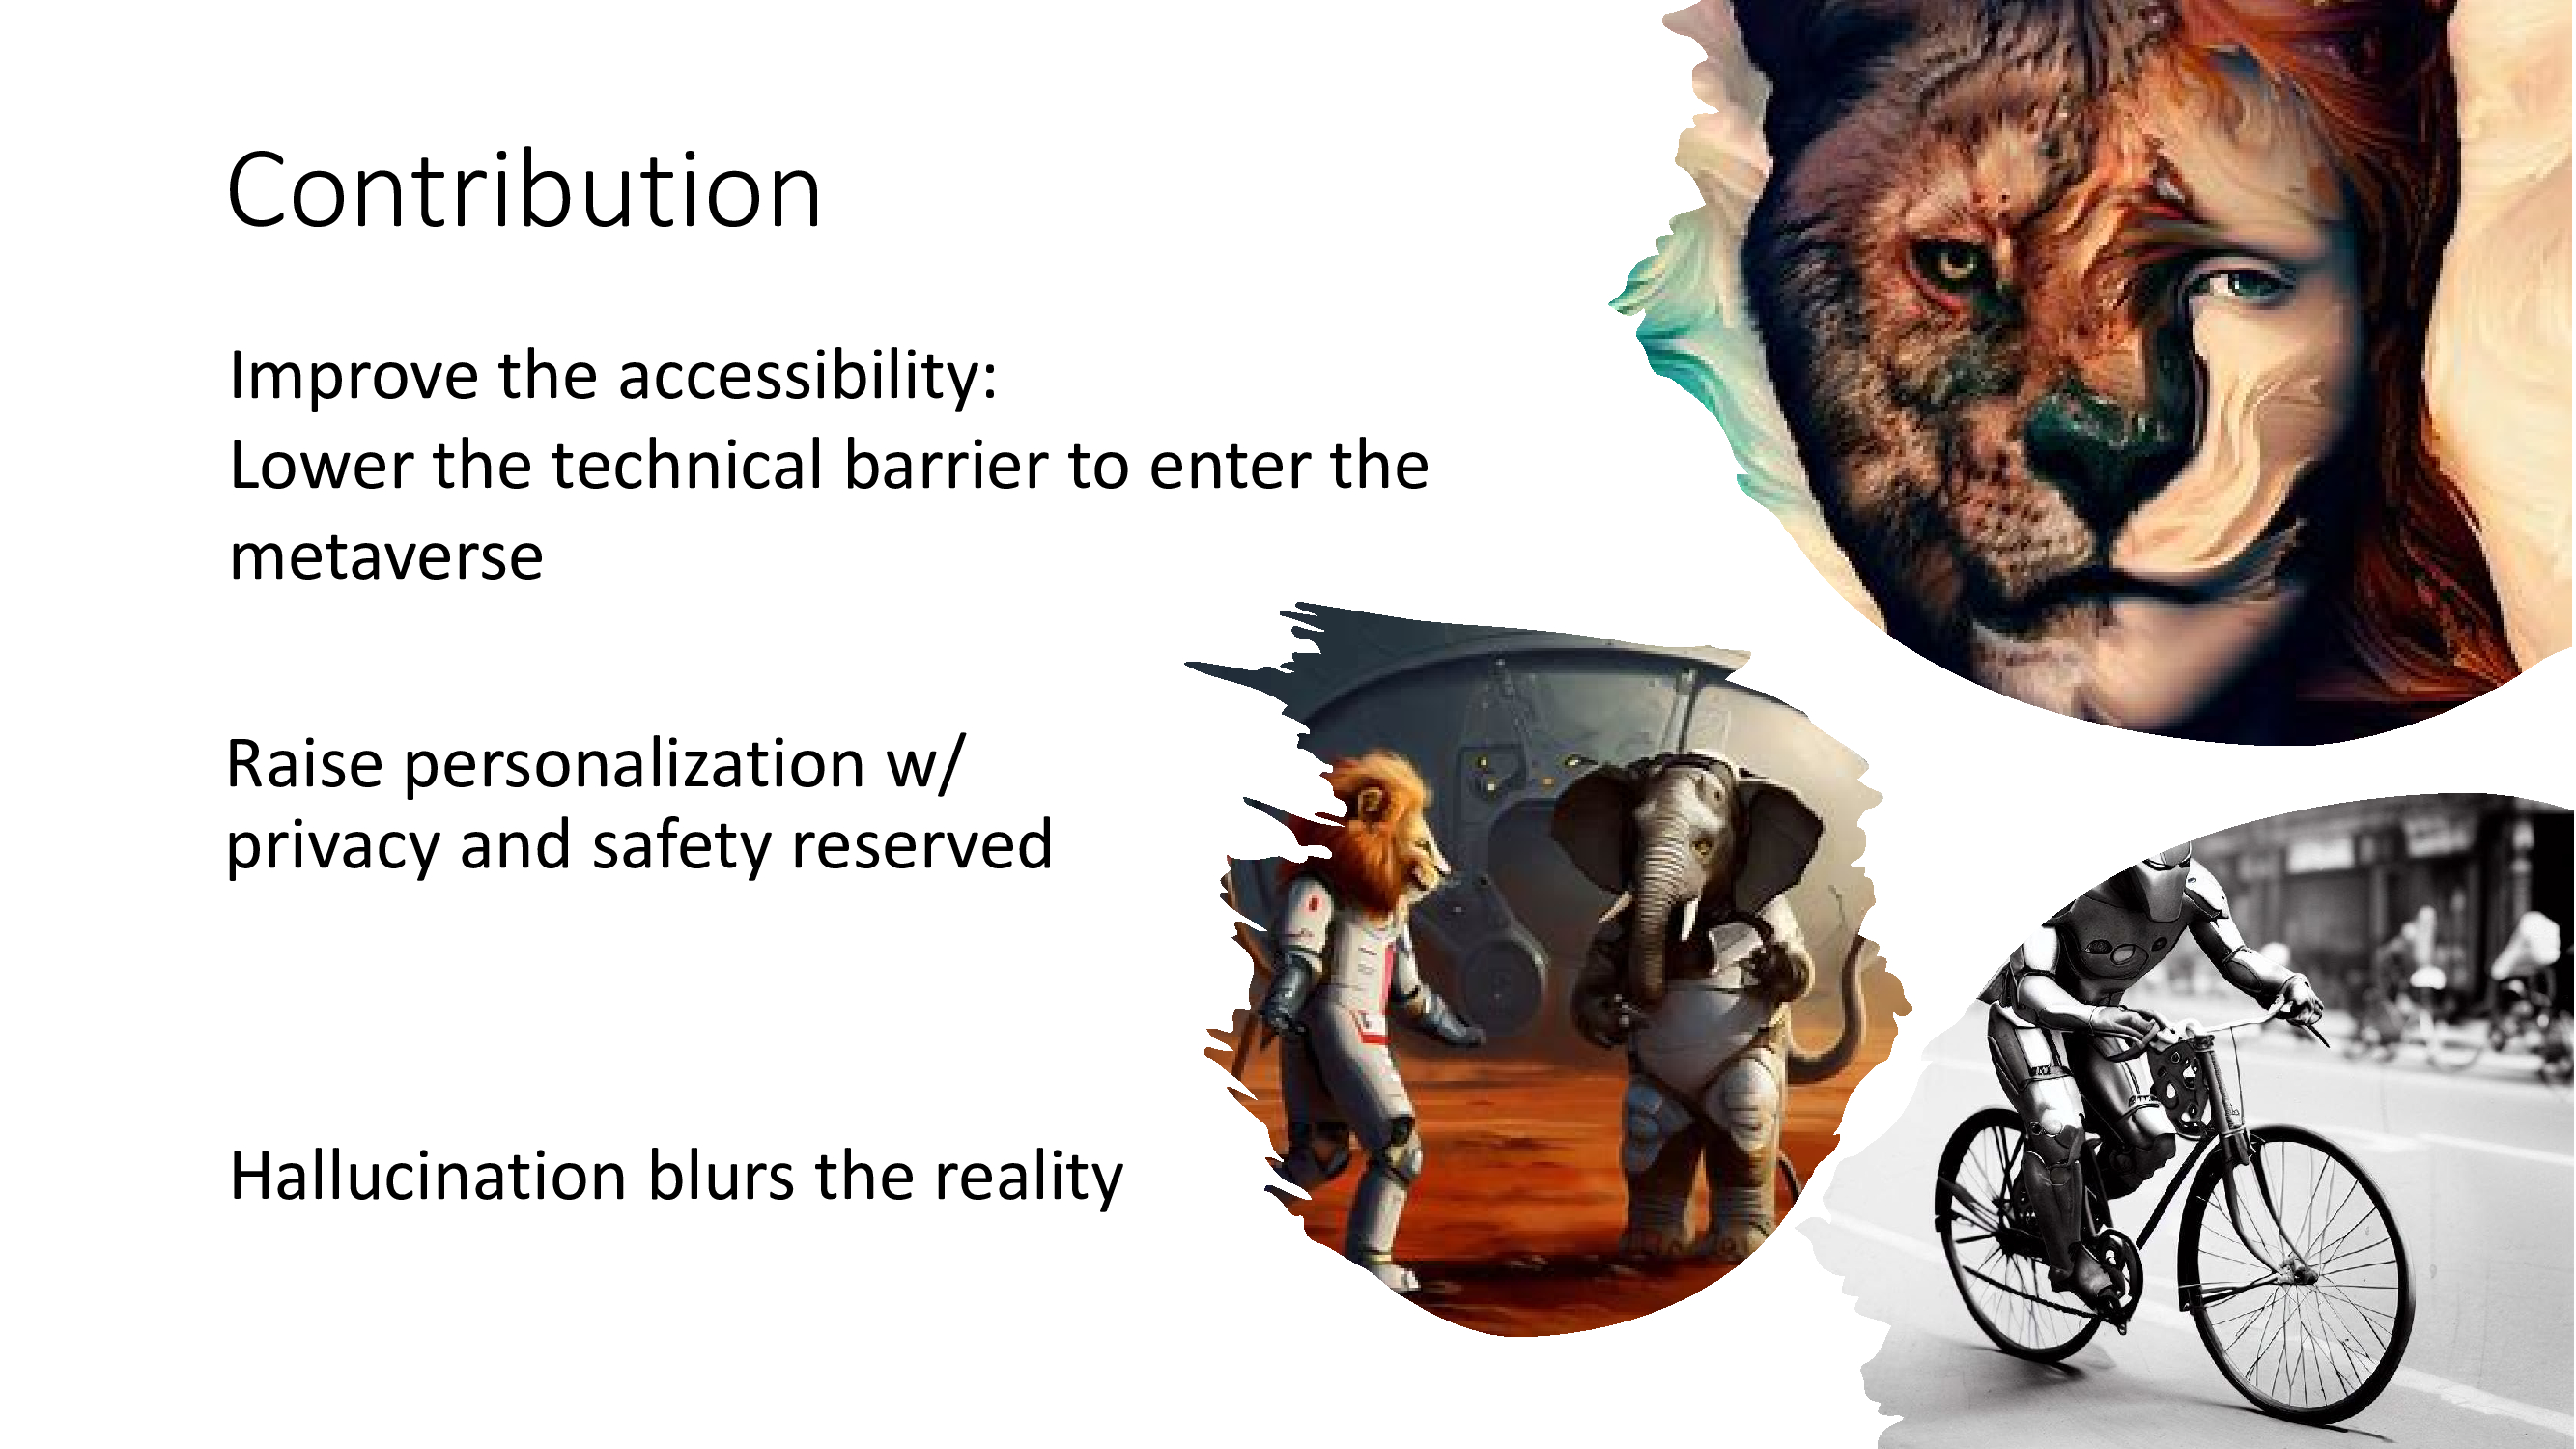 Contribution
Improve the accessibility:
Lower the technical barrier to enter the
metaverse
Raise personalization w/
privacy and safety reserved
Hallucination blurs the reality